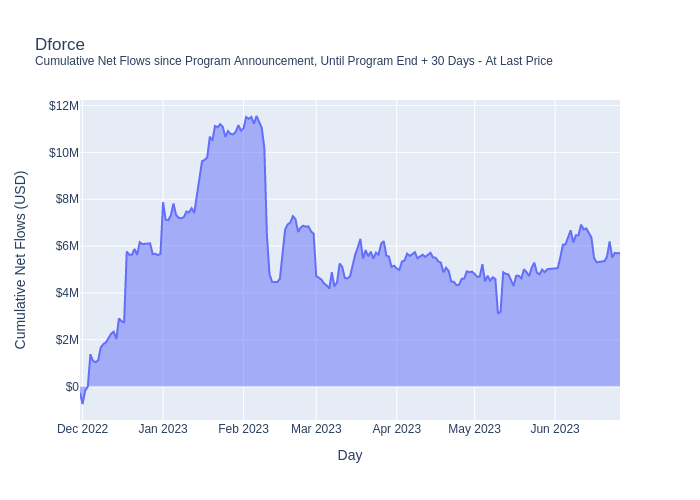 Dforce
Cumulative Net Flows since Program Announcement, Until Program End + 30 Days - At Last Price
Cumulative Net Flows (USD)
$12M
$10M
$8M
$6M
$4M
$2M
$0
Dec 2022 Jan 2023 Feb 2023 Mar 2023 Apr 2023 May 2023 Jun 2023
Day